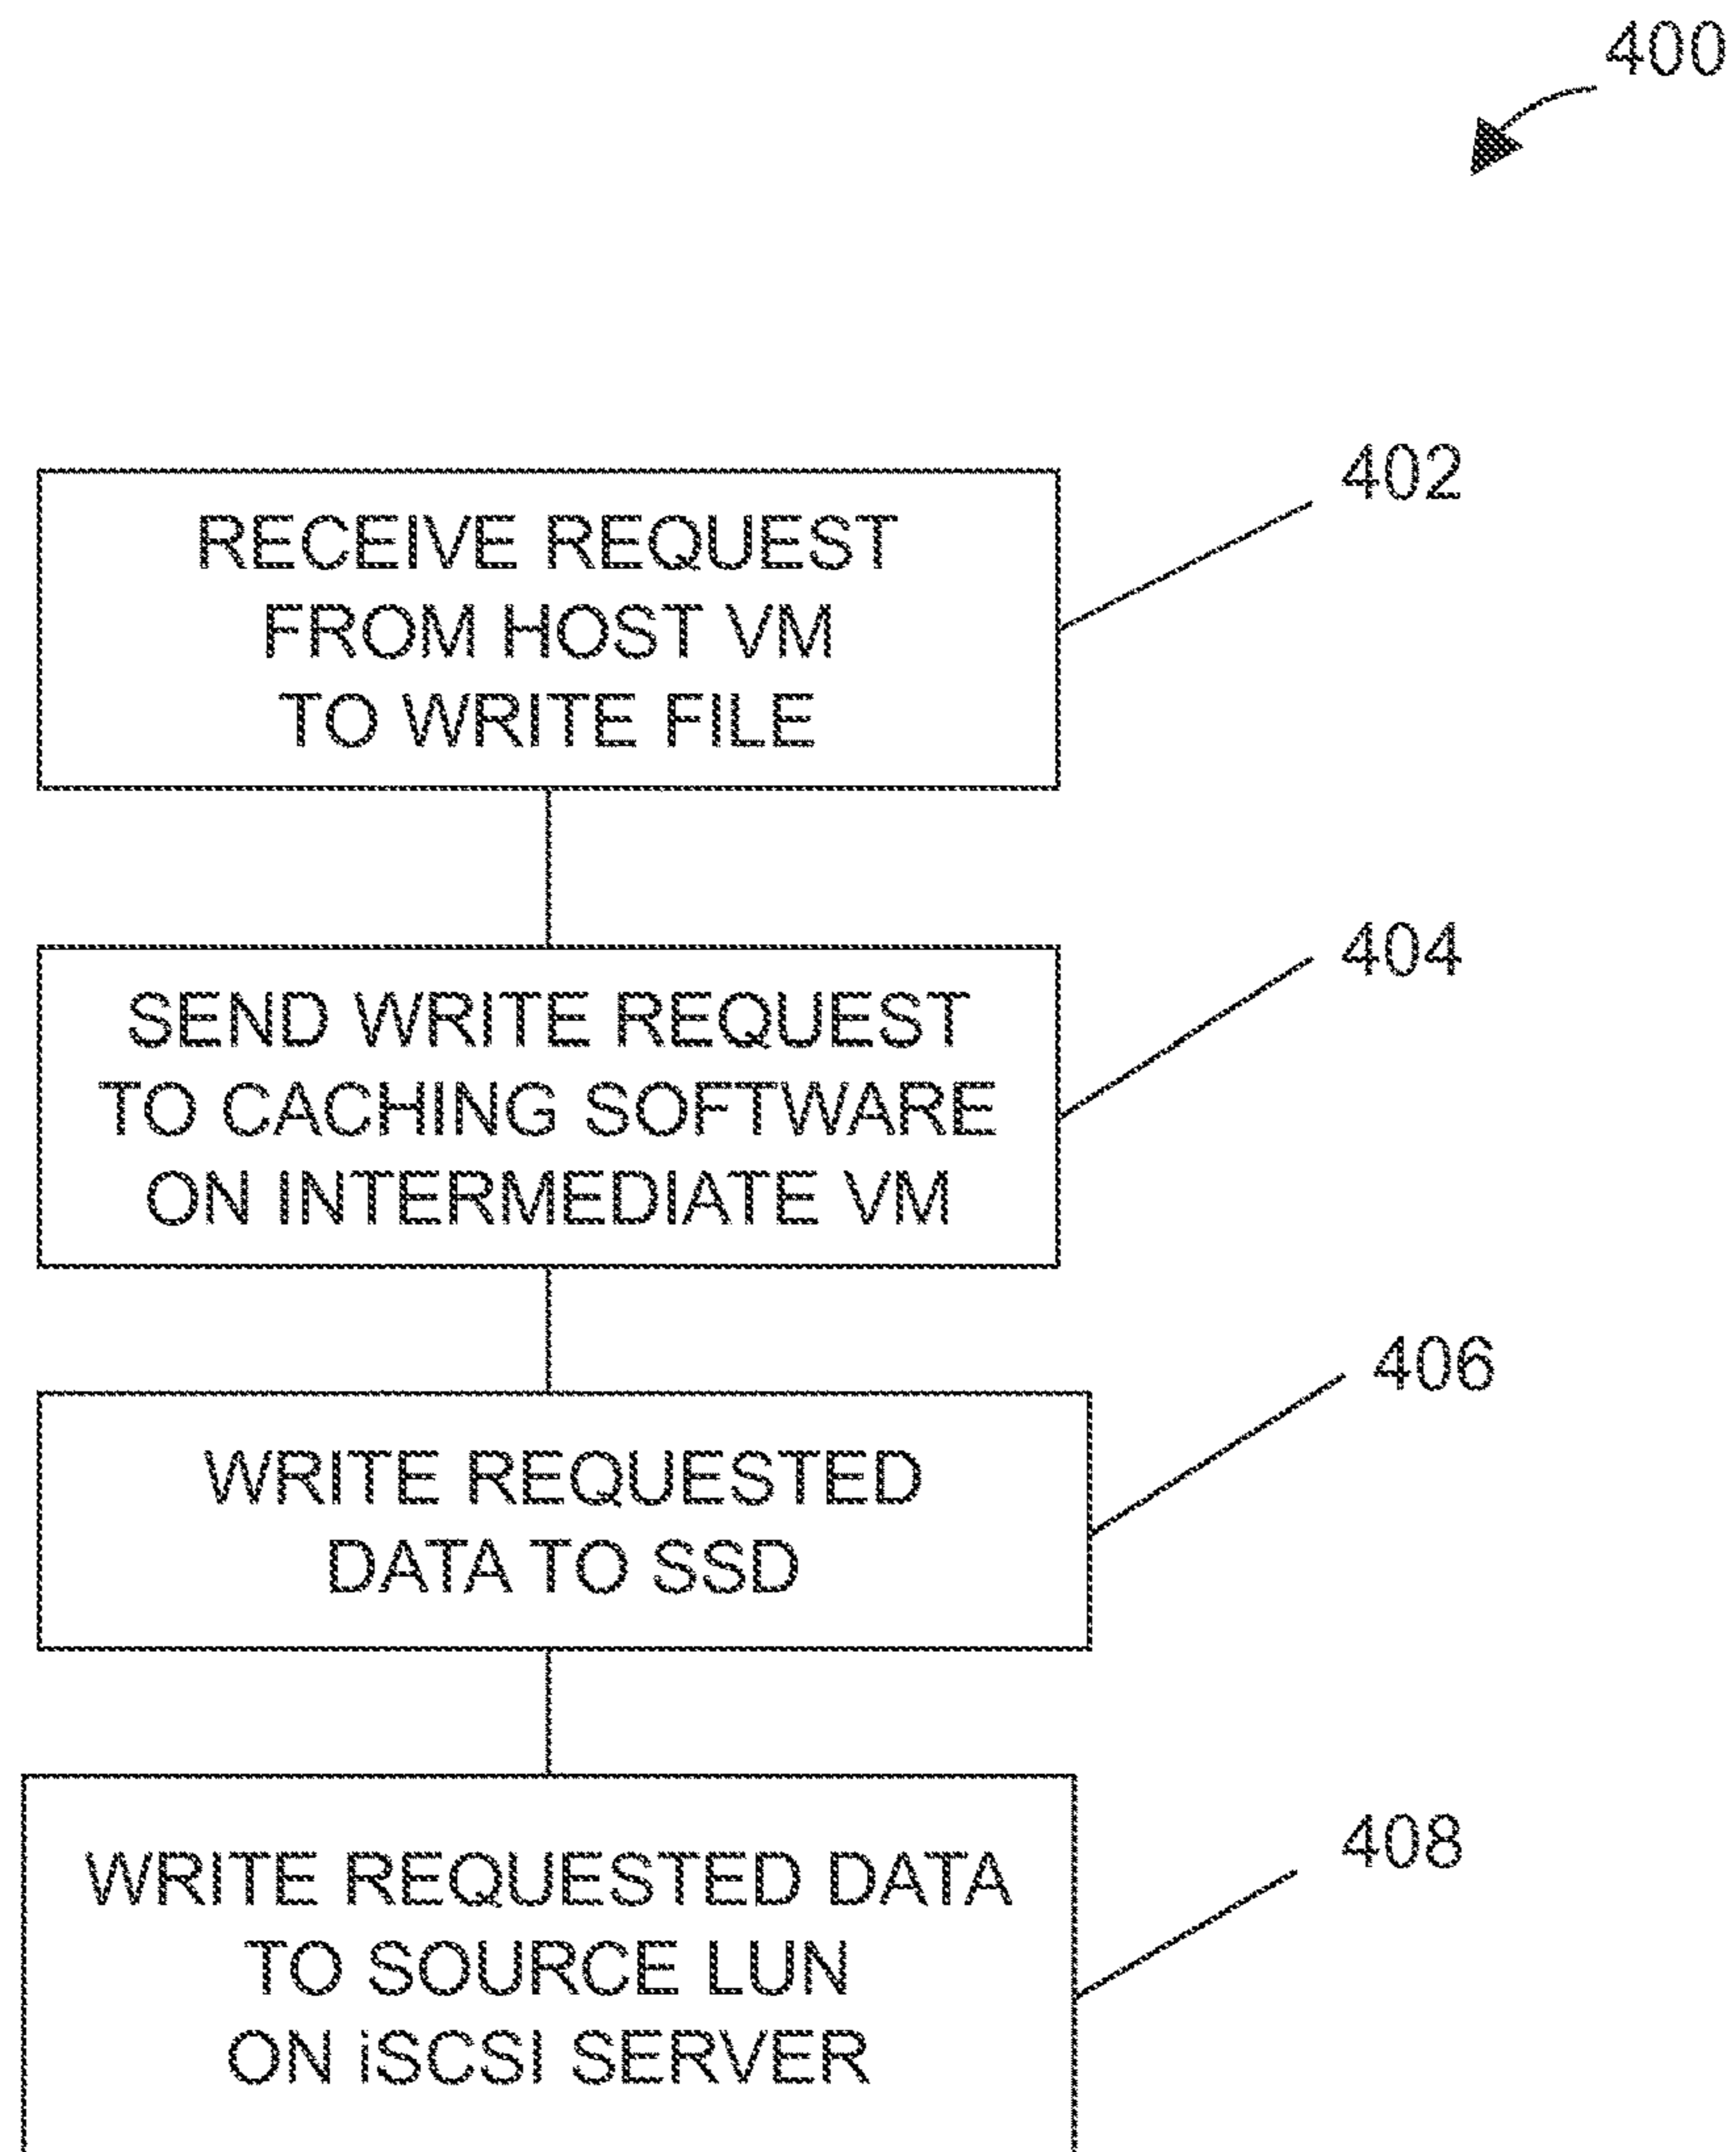 400
RECEIVE REQUEST
FROM HOST VM
TO WRITE FILE
402
SEND WRITE REQUEST
TO CACHING SOFTWARE
ON INTERMEDIATE VM
404
WRITE REQUESTED
DATA TO SSD
406
WRITE REQUESTED DATA
TO SOURCE LUN
ON iSCSI SERVER
408